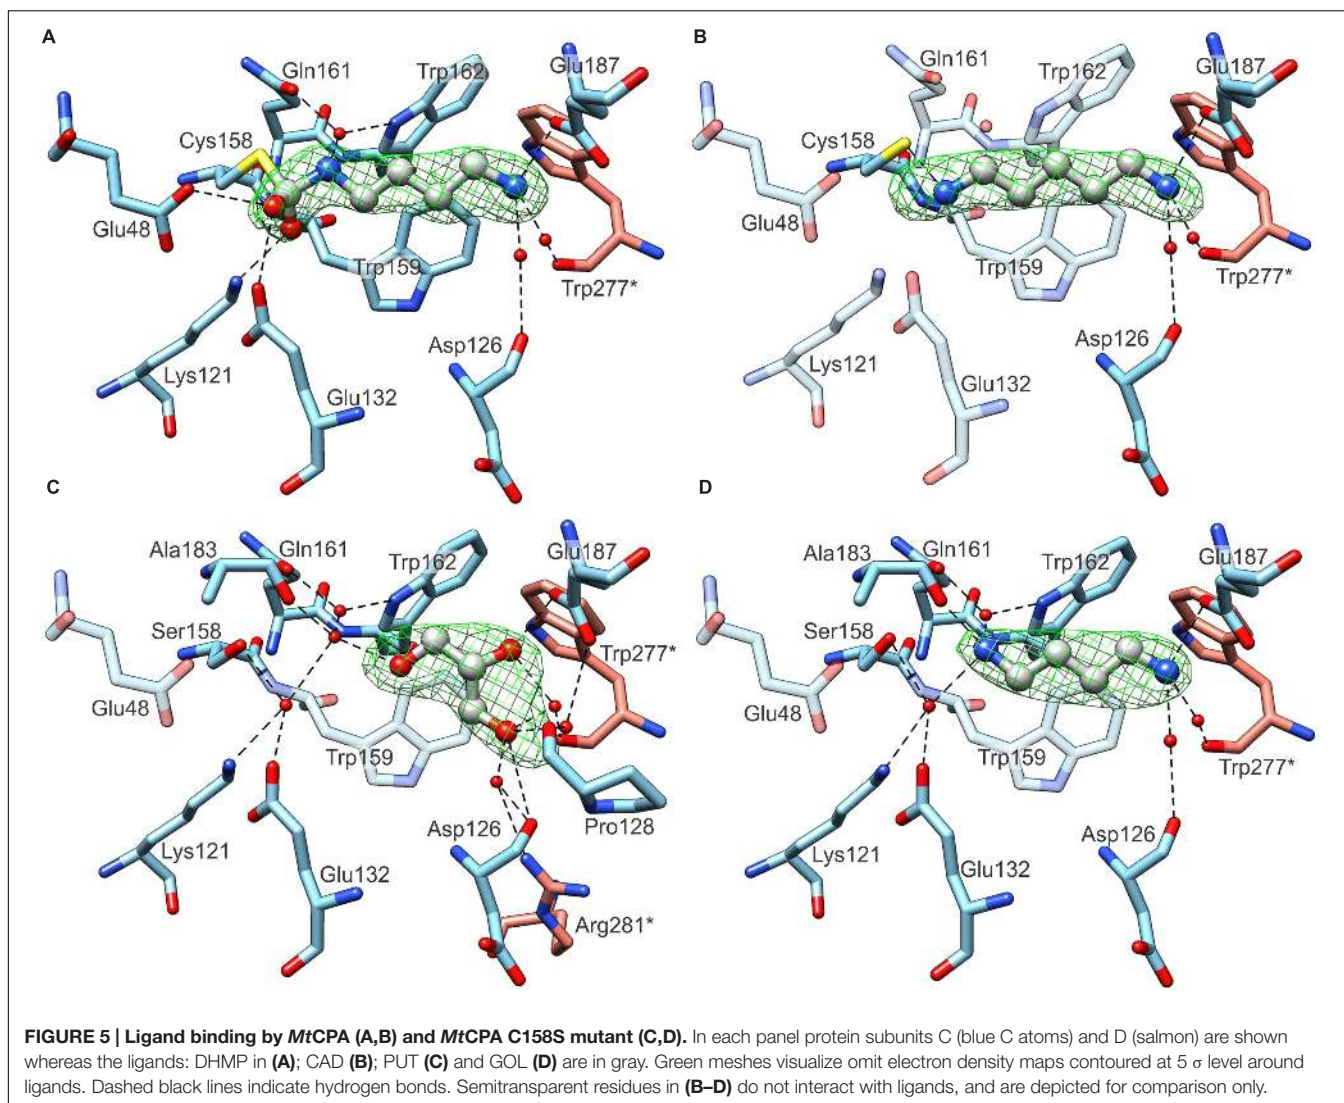 A
Gln161
Trp162
Glu187
Cys158
Glu48
Trp159
Trp277*
Asp126
Lys121
Glu132
B
Gln161
Trp162
Glu187
Cys158
Glu48
Trp159
Trp277*
Asp126
Lys121
Glu132
C
Ala183
Gln161
Trp162
Glu187
Ser158
Trp277*
Glu48
Trp159
Pro128
Asp126
Lys121
Glu132
Arg281*
D
Ala183
Gln161
Trp162
Glu187
Ser158
Glu48
Trp159
Trp277*
Asp126
Lys121
Glu132
FIGURE 5 | Ligand binding by MtCPA (A,B) and MtCPA C158S mutant (C,D). In each panel protein subunits C (blue C atoms) and D (salmon) are shown
whereas the ligands: DHMP in (A); CAD (B); PUT (C) and GOL (D) are in gray. Green meshes visualize omit electron density maps contoured at 5 σ level around
ligands. Dashed black lines indicate hydrogen bonds. Semitransparent residues in (B–D) do not interact with ligands, and are depicted for comparison only.